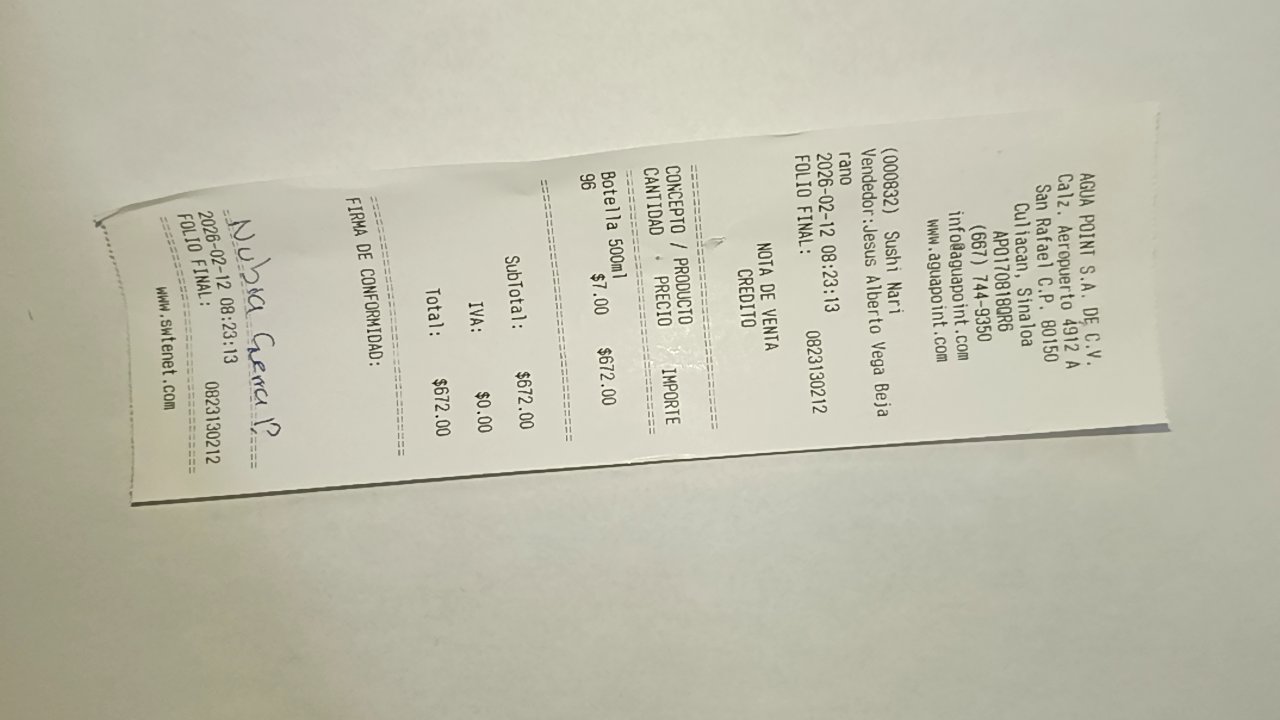 AGUA POINT S.A. DE C.V.
Calz. Aeropuerto 4912 A
San Rafael C.P. 80150
Culiacan, Sinaloa
APO170818QR6
(667) 744-9350
info@aguapoint.com
www.aguapoint.com
(000832) Sushi Nari
Vendedor:Jesus Alberto Vega Beja
rano
2026-02-12 08:23:13
FOLIO FINAL: 0823130212
NOTA DE VENTA
CREDITO
CONCEPTO / PRODUCTO
CANTIDAD PRECIO IMPORTE
Botella 500ml
96 $7.00 $672.00
SubTotal: $672.00
IVA: $0.00
Total: $672.00
FIRMA DE CONFORMIDAD:
Nubia
2026-02-12 08:23:13
FOLIO FINAL: 0823130212
www.swtenet.com